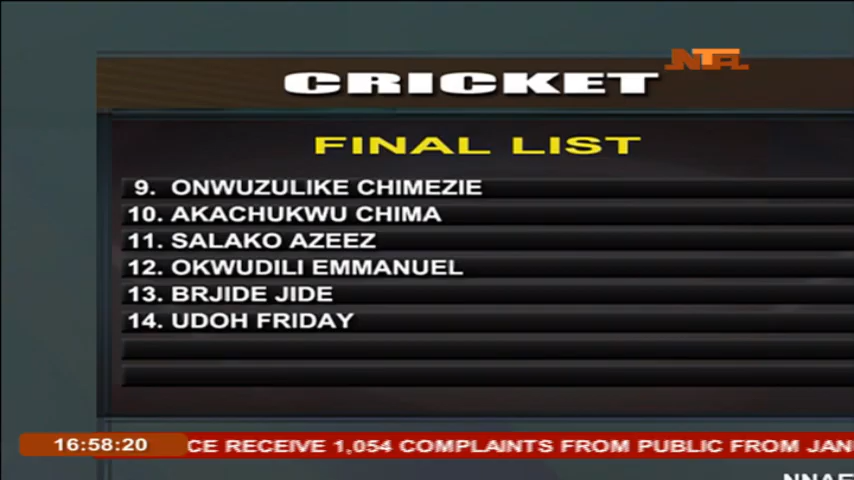 CRICKET
NTFL
FINAL LIST
9. ONWUZULIKE CHIMEZIE
10. AKACHUKWU CHIMA
11. SALAKO AZEEZ
12. OKWUDILI EMMANUEL
13. BRJIDE JIDE
14. UDOH FRIDAY
16:58:20 CE RECEIVE 1,054 COMPLAINTS FROM PUBLIC FROM JAN